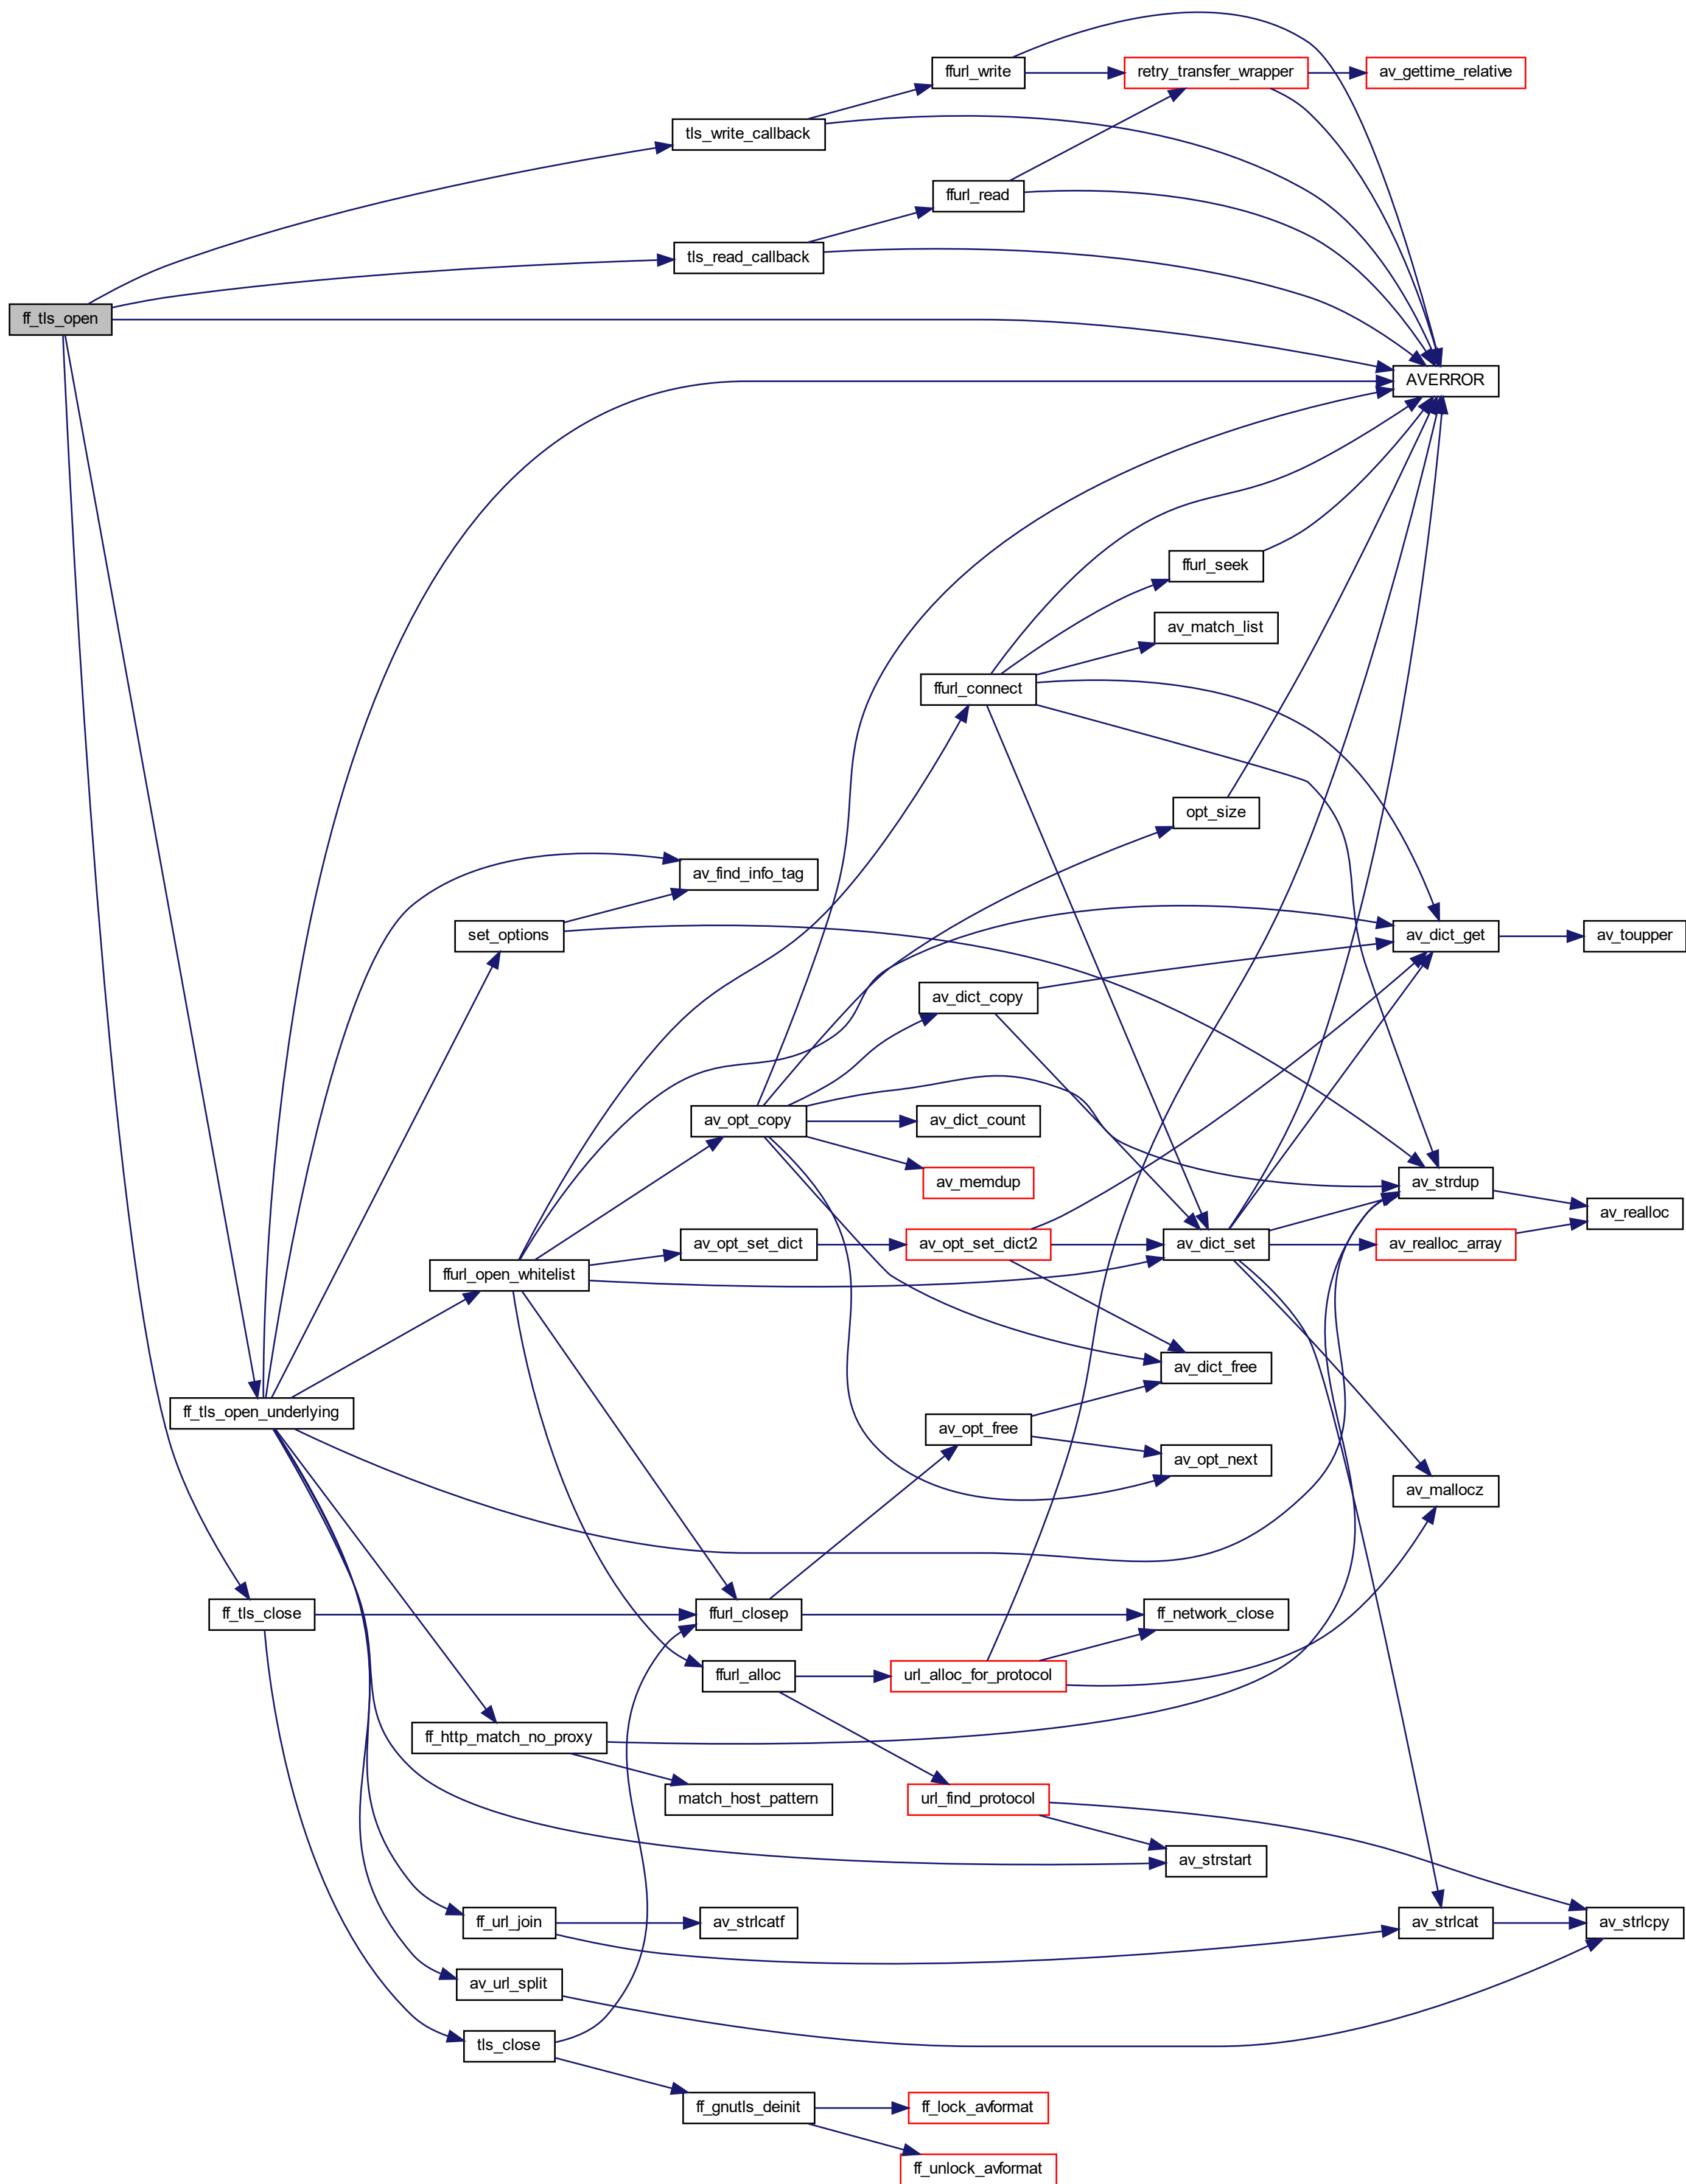 ffurl_write
retry_transfer_wrapper
av_gettime_relative
tls_write_callback
ffurl_read
tls_read_callback
ff_tls_open
AVERROR
ffurl_seek
av_match_list
ffurl_connect
opt_size
av_find_info_tag
set_options
av_dict_get
av_toupper
av_dict_copy
av_opt_copy
av_dict_count
av_memdup
av_strdup
av_realloc
av_opt_set_dict
av_opt_set_dict2
av_dict_set
av_realloc_array
ffurl_open_whitelist
av_dict_free
ff_tls_open_underlying
av_opt_free
av_opt_next
av_mallocz
ff_tls_close
ffurl_closep
ff_network_close
ffurl_alloc
url_alloc_for_protocol
ff_http_match_no_proxy
match_host_pattern
url_find_protocol
av_strstart
ff_url_join
av_strlcatf
av_strlcat
av_strlcpy
av_url_split
tls_close
ff_gnutls_deinit
ff_lock_avformat
ff_unlock_avformat